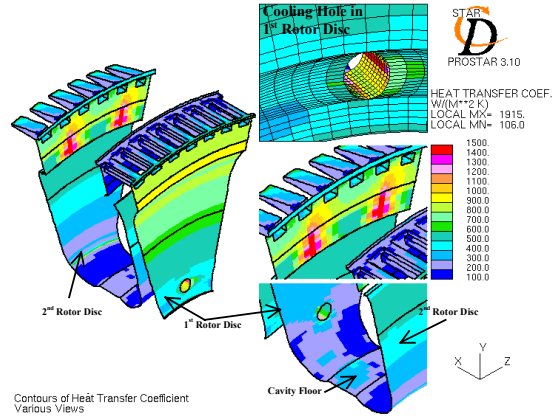 Cooling Hole in
1st Rotor Disc
STAR
PROSTAR 3.10
HEAT TRANSFER COEF.
W/(M**2 K)
LOCAL MX= 1915.
LOCAL MN= 106.0
1500.
1400.
1300.
1200.
1100.
1000.
900.0
800.0
700.0
600.0
500.0
400.0
300.0
200.0
100.0
2nd Rotor Disc
1st Rotor Disc
2nd Rotor Disc
Cavity Floor
Y
X
Z
Contours of Heat Transfer Coefficient
Various Views